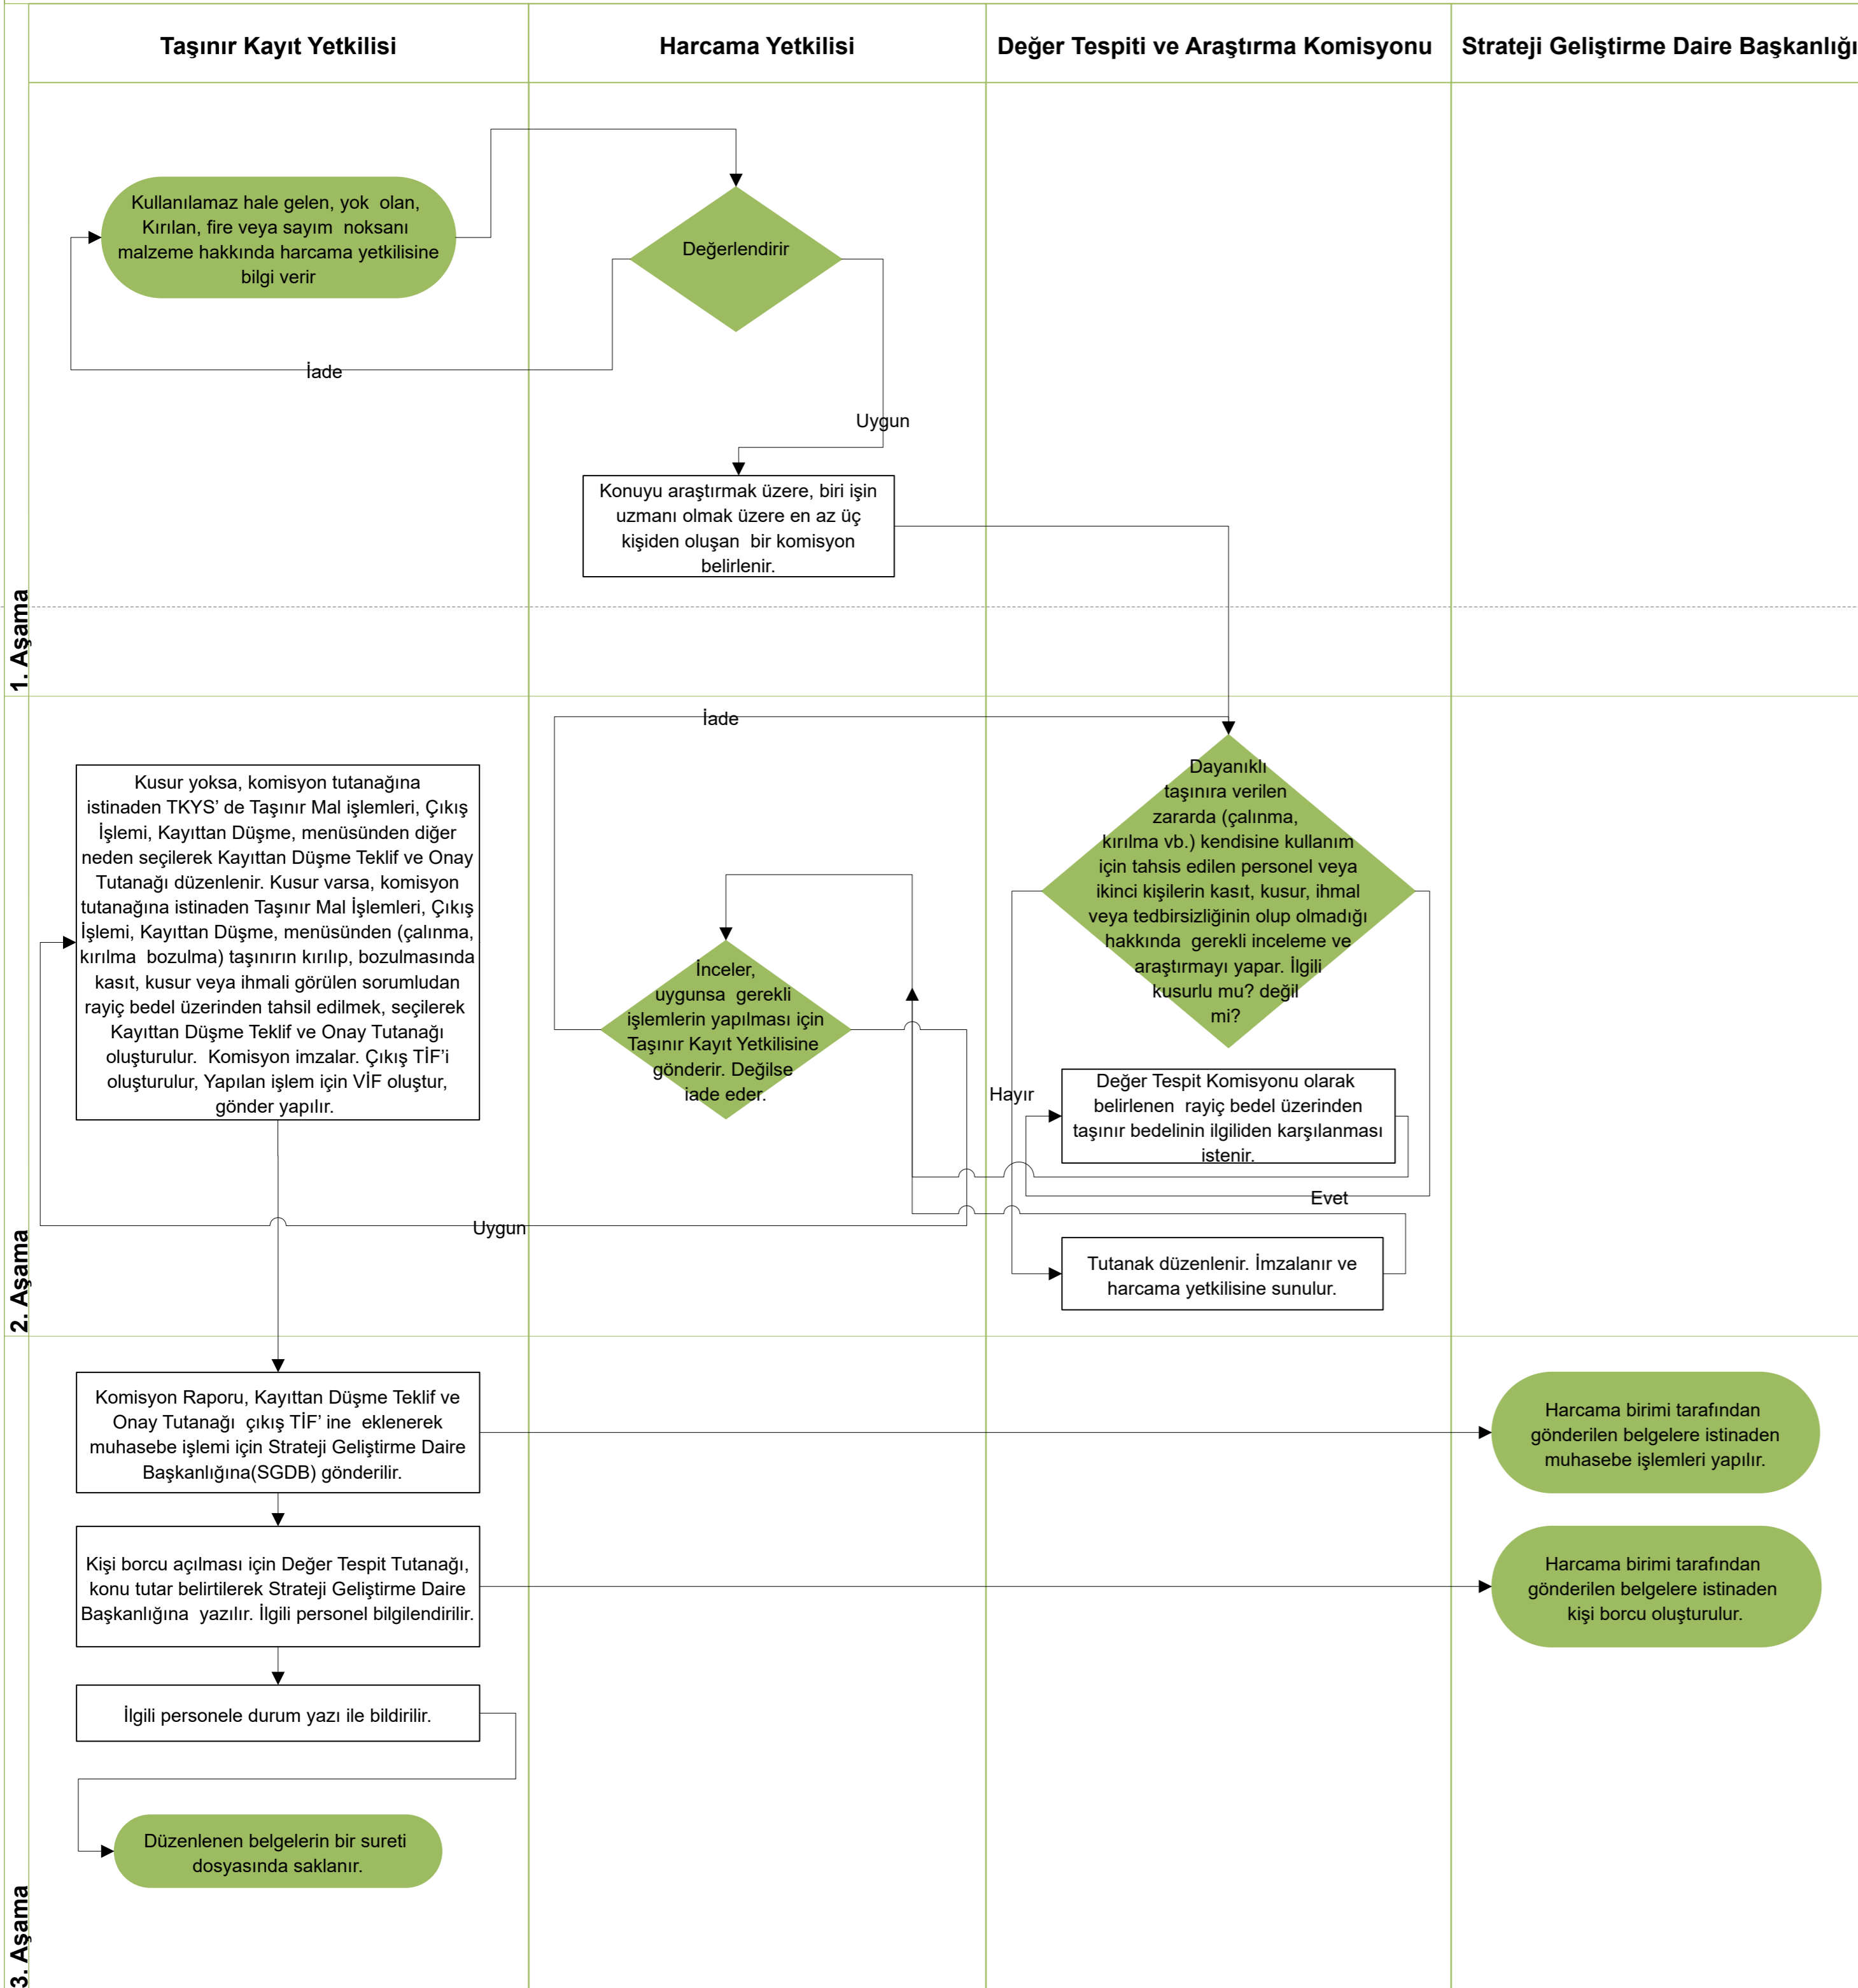 Taşınır Kayıt Yetkilisi
Harcama Yetkilisi
Değer Tespiti ve Araştırma Komisyonu
Strateji Geliştirme Daire Başkanlığı
1. Aşama
Kullanılamaz hale gelen, yok  olan,
Kırılan, fire veya sayım  noksanı
malzeme hakkında harcama yetkilisine
bilgi verir
Değerlendirir
İade
Uygun
Konuyu araştırmak üzere, biri işin
uzmanı olmak üzere en az üç
kişiden oluşan  bir komisyon
belirlenir.
2. Aşama
İade
Kusur yoksa, komisyon tutanağına
istinaden TKYS’ de Taşınır Mal işlemleri, Çıkış
İşlemi, Kayıttan Düşme, menüsünden diğer
neden seçilerek Kayıttan Düşme Teklif ve Onay
Tutanağı düzenlenir. Kusur varsa, komisyon
tutanağına istinaden Taşınır Mal İşlemleri, Çıkış
İşlemi, Kayıttan Düşme, menüsünden (çalınma,
kırılma  bozulma) taşınırın kırılıp, bozulmasında
kasıt, kusur veya ihmali görülen sorumludan
rayiç bedel üzerinden tahsil edilmek, seçilerek
Kayıttan Düşme Teklif ve Onay Tutanağı
oluşturulur.  Komisyon imzalar. Çıkış TİF’i
oluşturulur, Yapılan işlem için VİF oluştur,
gönder yapılır.
İnceler,
uygunsa  gerekli
işlemlerin yapılması için
Taşınır Kayıt Yetkilisine
gönderir. Değilse
iade eder.
Dayanıklı
taşınıra verilen
zararda (çalınma,
kırılma vb.) kendisine kullanım
için tahsis edilen personel veya
ikinci kişilerin kasıt, kusur, ihmal
veya tedbirsizliğinin olup olmadığı
hakkında  gerekli inceleme ve
araştırmayı yapar. İlgili
kusurlu mu? değil
mi?
Hayır
Değer Tespit Komisyonu olarak
belirlenen  rayiç bedel üzerinden
taşınır bedelinin ilgiliden karşılanması
istenir.
Evet
Uygun
Tutanak düzenlenir. İmzalanır ve
harcama yetkilisine sunulur.
3. Aşama
Komisyon Raporu, Kayıttan Düşme Teklif ve
Onay Tutanağı  çıkış TİF’ ine  eklenerek
muhasebe işlemi için Strateji Geliştirme Daire
Başkanlığına(SGDB) gönderilir.
Harcama birimi tarafından
gönderilen belgelere istinaden
muhasebe işlemleri yapılır.
Kişi borcu açılması için Değer Tespit Tutanağı,
konu tutar belirtilerek Strateji Geliştirme Daire
Başkanlığına  yazılır. İlgili personel bilgilendirilir.
Harcama birimi tarafından
gönderilen belgelere istinaden
kişi borcu oluşturulur.
İlgili personele durum yazı ile bildirilir.
Düzenlenen belgelerin bir sureti
dosyasında saklanır.